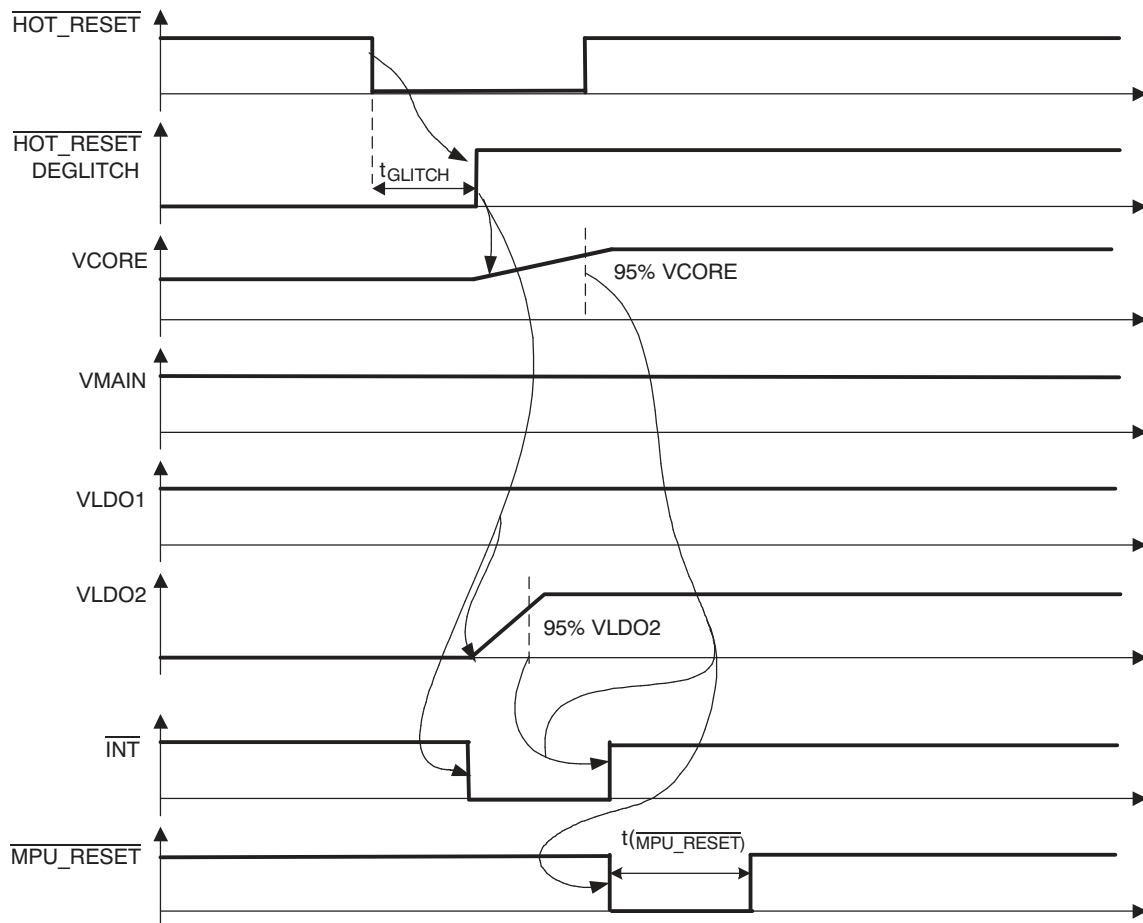 HOT_RESET
HOT_RESET
DEGLITCH
tGLITCH
VCORE
95% VCORE
VMAIN
VLDO1
VLDO2
95% VLDO2
INT
t(MPU_RESET)
MPU_RESET